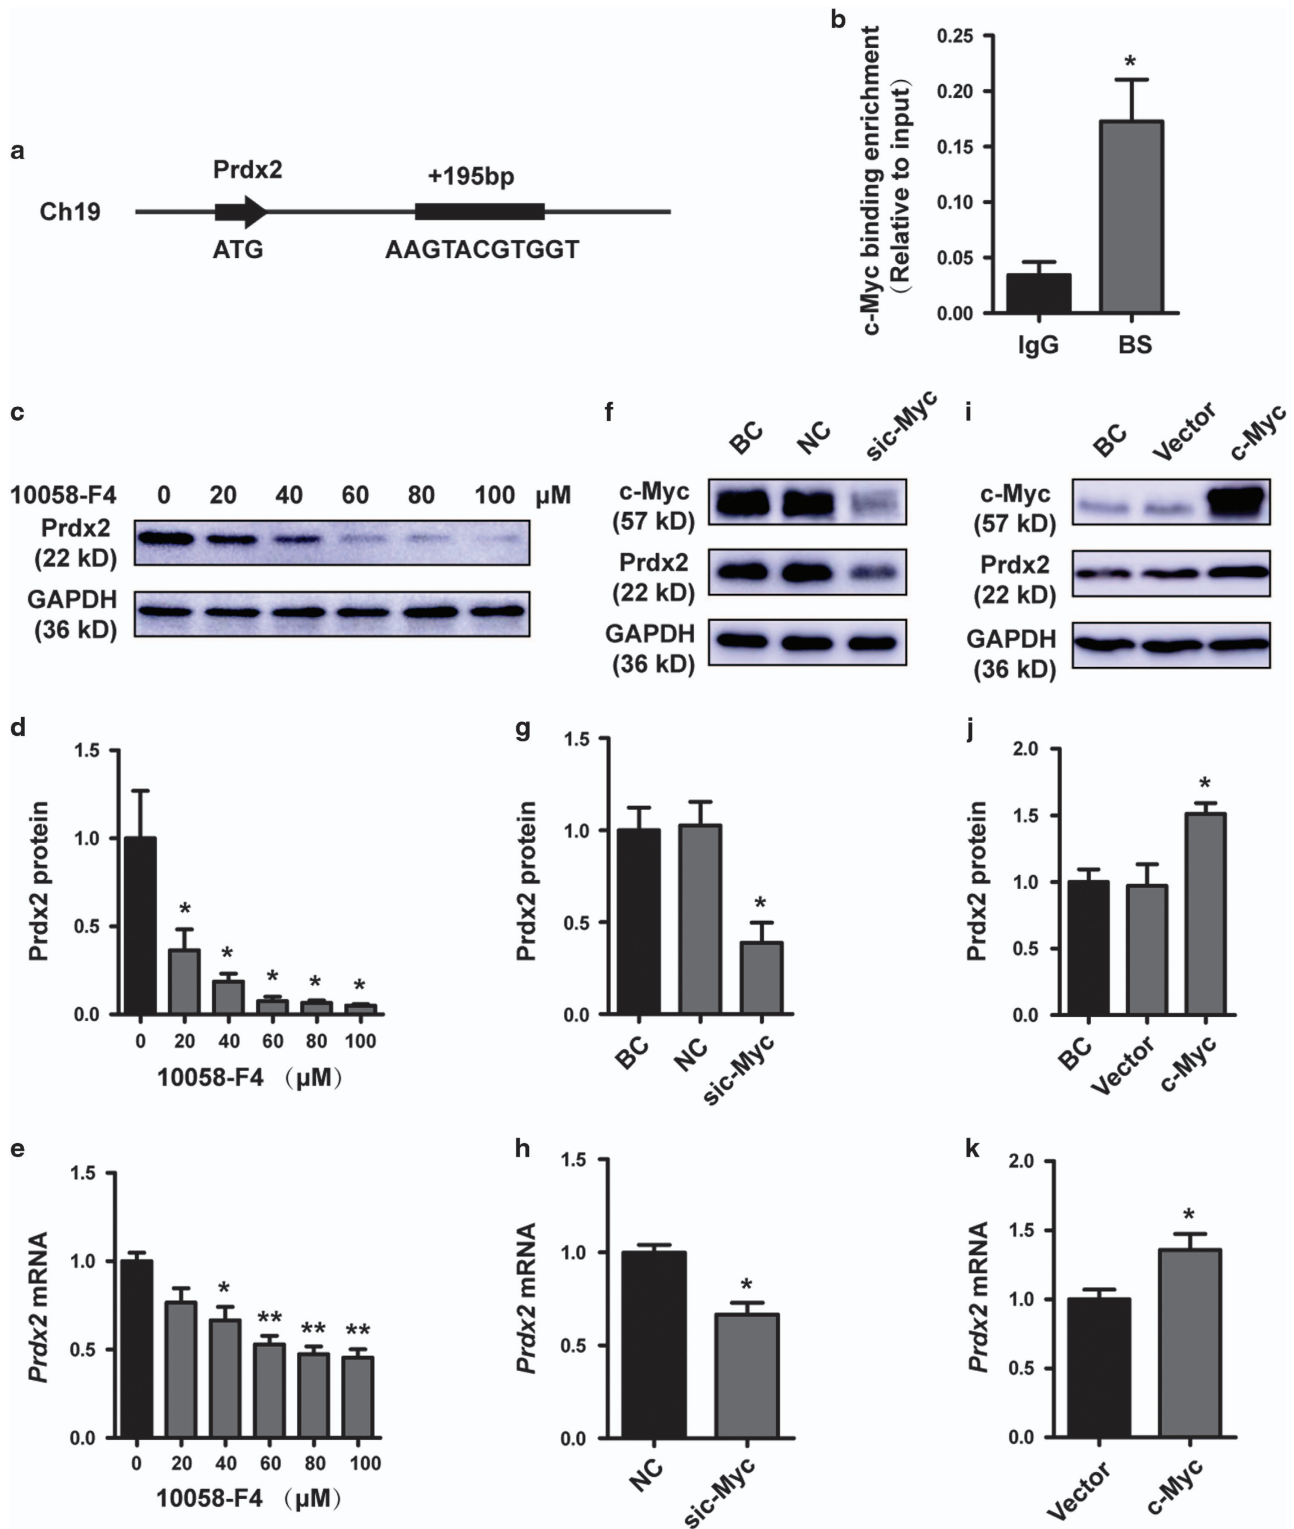 a
Prdx2
+195bp
Ch19
ATG
AAGTACGTGGT
b
c-Myc binding enrichment
（Relative to input）
0.25
0.20
0.15
0.10
0.05
0.00
*
IgG
BS
c
10058-F4 0 20 40 60 80 100 µM
Prdx2
(22 kD)
GAPDH
(36 kD)
f
BC NC sic-Myc
c-Myc
(57 kD)
Prdx2
(22 kD)
GAPDH
(36 kD)
i
BC Vector c-Myc
c-Myc
(57 kD)
Prdx2
(22 kD)
GAPDH
(36 kD)
d
Prdx2 protein
1.5
1.0
0.5
0.0
* * * * *
0 20 40 60 80 100
10058-F4 （µM）
g
Prdx2 protein
1.5
1.0
0.5
0.0
*
BC NC sic-Myc
j
Prdx2 protein
2.0
1.5
1.0
0.5
0.0
*
BC Vector c-Myc
e
Prdx2 mRNA
1.5
1.0
0.5
0.0
* ** ** **
0 20 40 60 80 100
10058-F4 （µM）
h
Prdx2 mRNA
1.5
1.0
0.5
0.0
*
NC sic-Myc
k
Prdx2 mRNA
2.0
1.5
1.0
0.5
0.0
*
Vector c-Myc